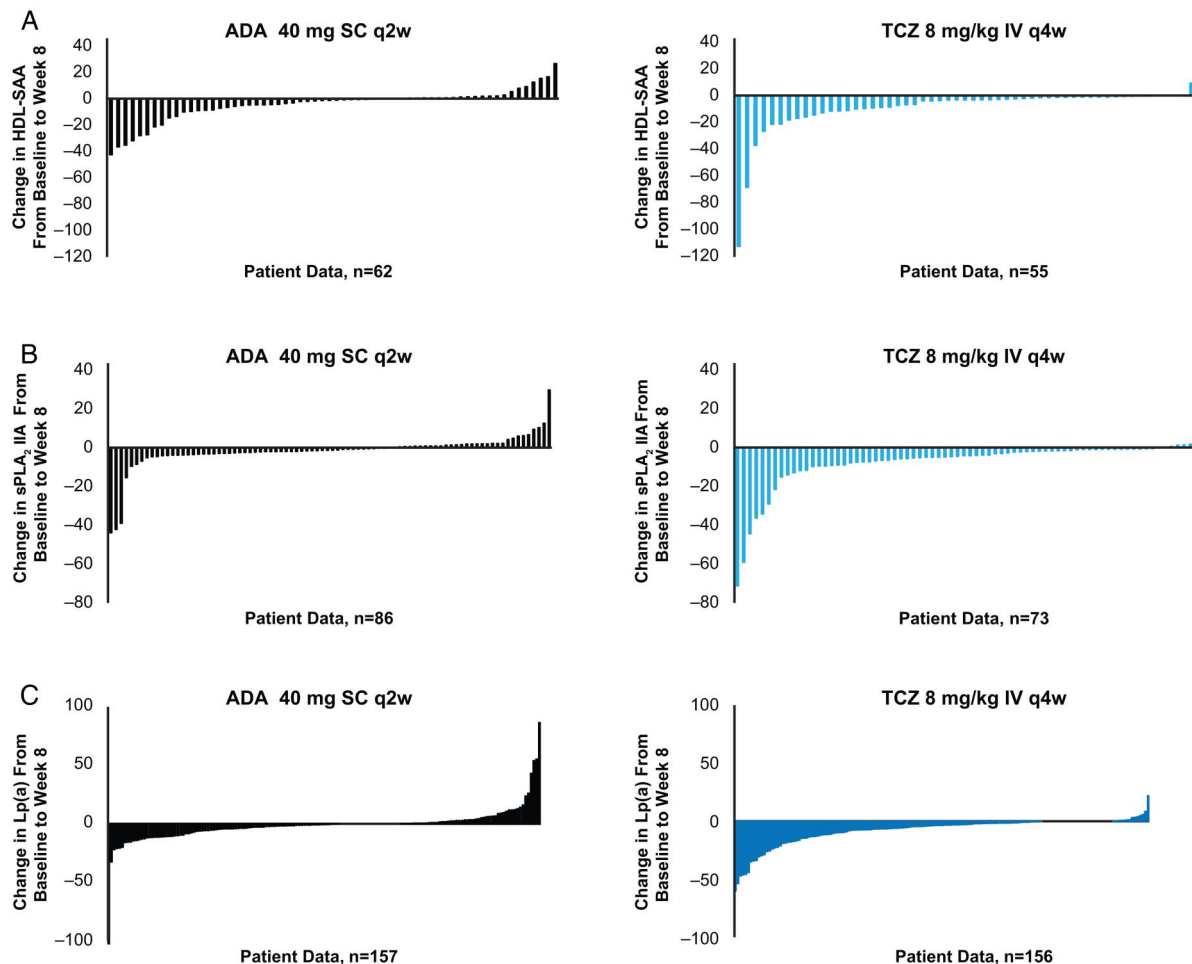 A
ADA 40 mg SC q2w
Change in HDL-SAA
From Baseline to Week 8
40
20
0
–20
–40
–60
–80
–100
–120
Patient Data, n=62
TCZ 8 mg/kg IV q4w
Change in HDL-SAA
From Baseline to Week 8
40
20
0
–20
–40
–60
–80
–100
–120
Patient Data, n=55
B
ADA 40 mg SC q2w
Change in sPLA₂ IIA From
Baseline to Week 8
40
20
0
–20
–40
–60
–80
Patient Data, n=86
TCZ 8 mg/kg IV q4w
Change in sPLA₂ IIA From
Baseline to Week 8
40
20
0
–20
–40
–60
–80
Patient Data, n=73
C
ADA 40 mg SC q2w
Change in Lp(a) From
Baseline to Week 8
100
50
0
–50
–100
Patient Data, n=157
TCZ 8 mg/kg IV q4w
Change in Lp(a) From
Baseline to Week 8
100
50
0
–50
–100
Patient Data, n=156